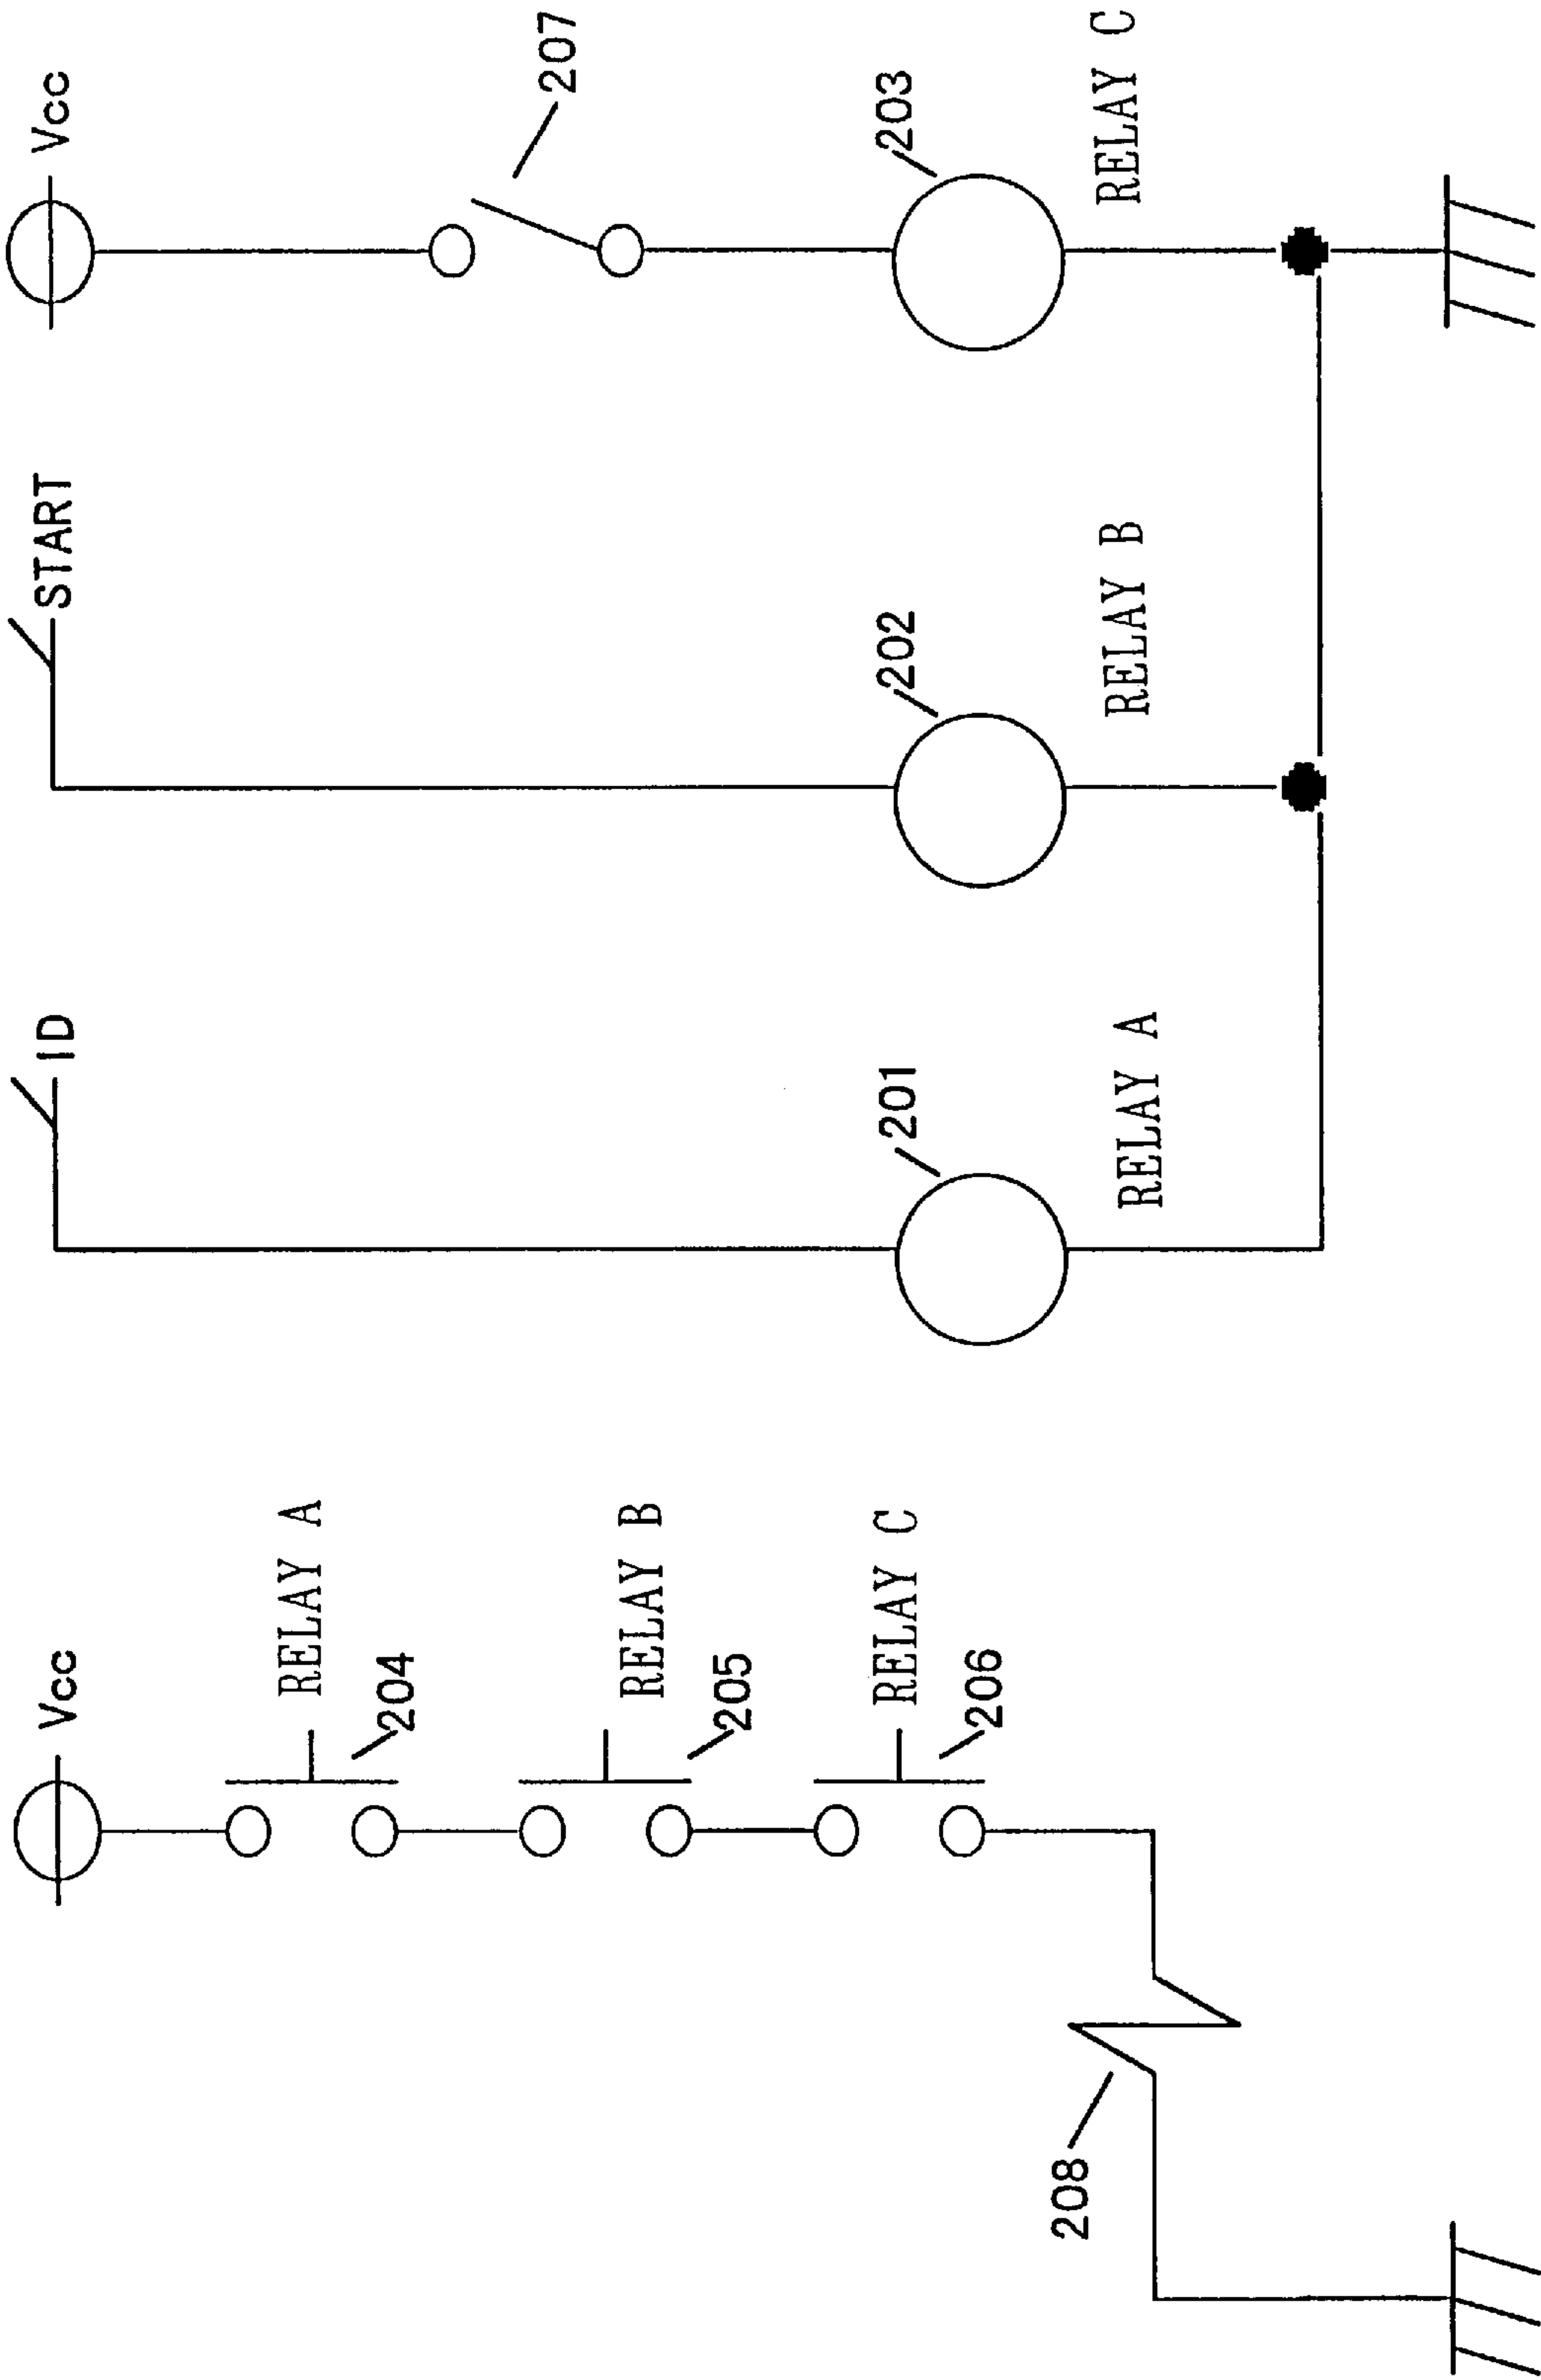 Vcc
RELAY A
204
RELAY B
205
RELAY C
206
208
ID
201
RELAY A
START
202
RELAY B
Vcc
207
203
RELAY C